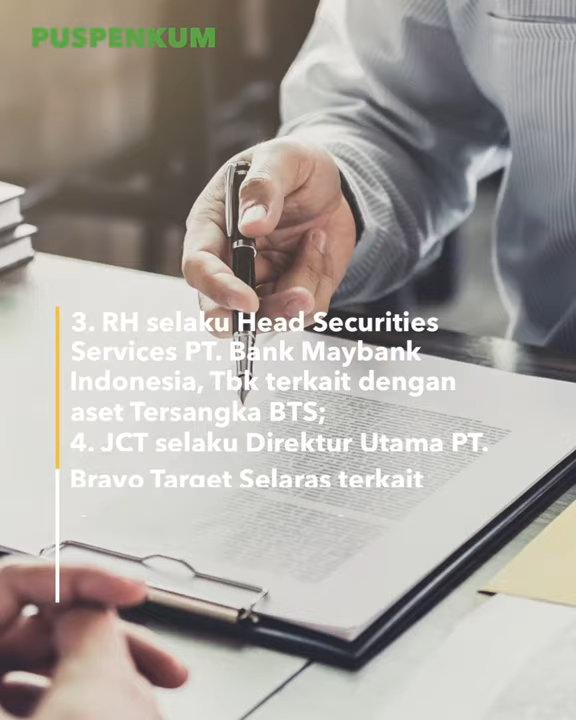 PUSPENKUM
3. RH selaku Head Securities
Services PT. Bank Maybank
Indonesia, Tbk terkait dengan
aset Tersangka BTS;
4. JCT selaku Direktur Utama PT.
Bravo Target Selaras terkait